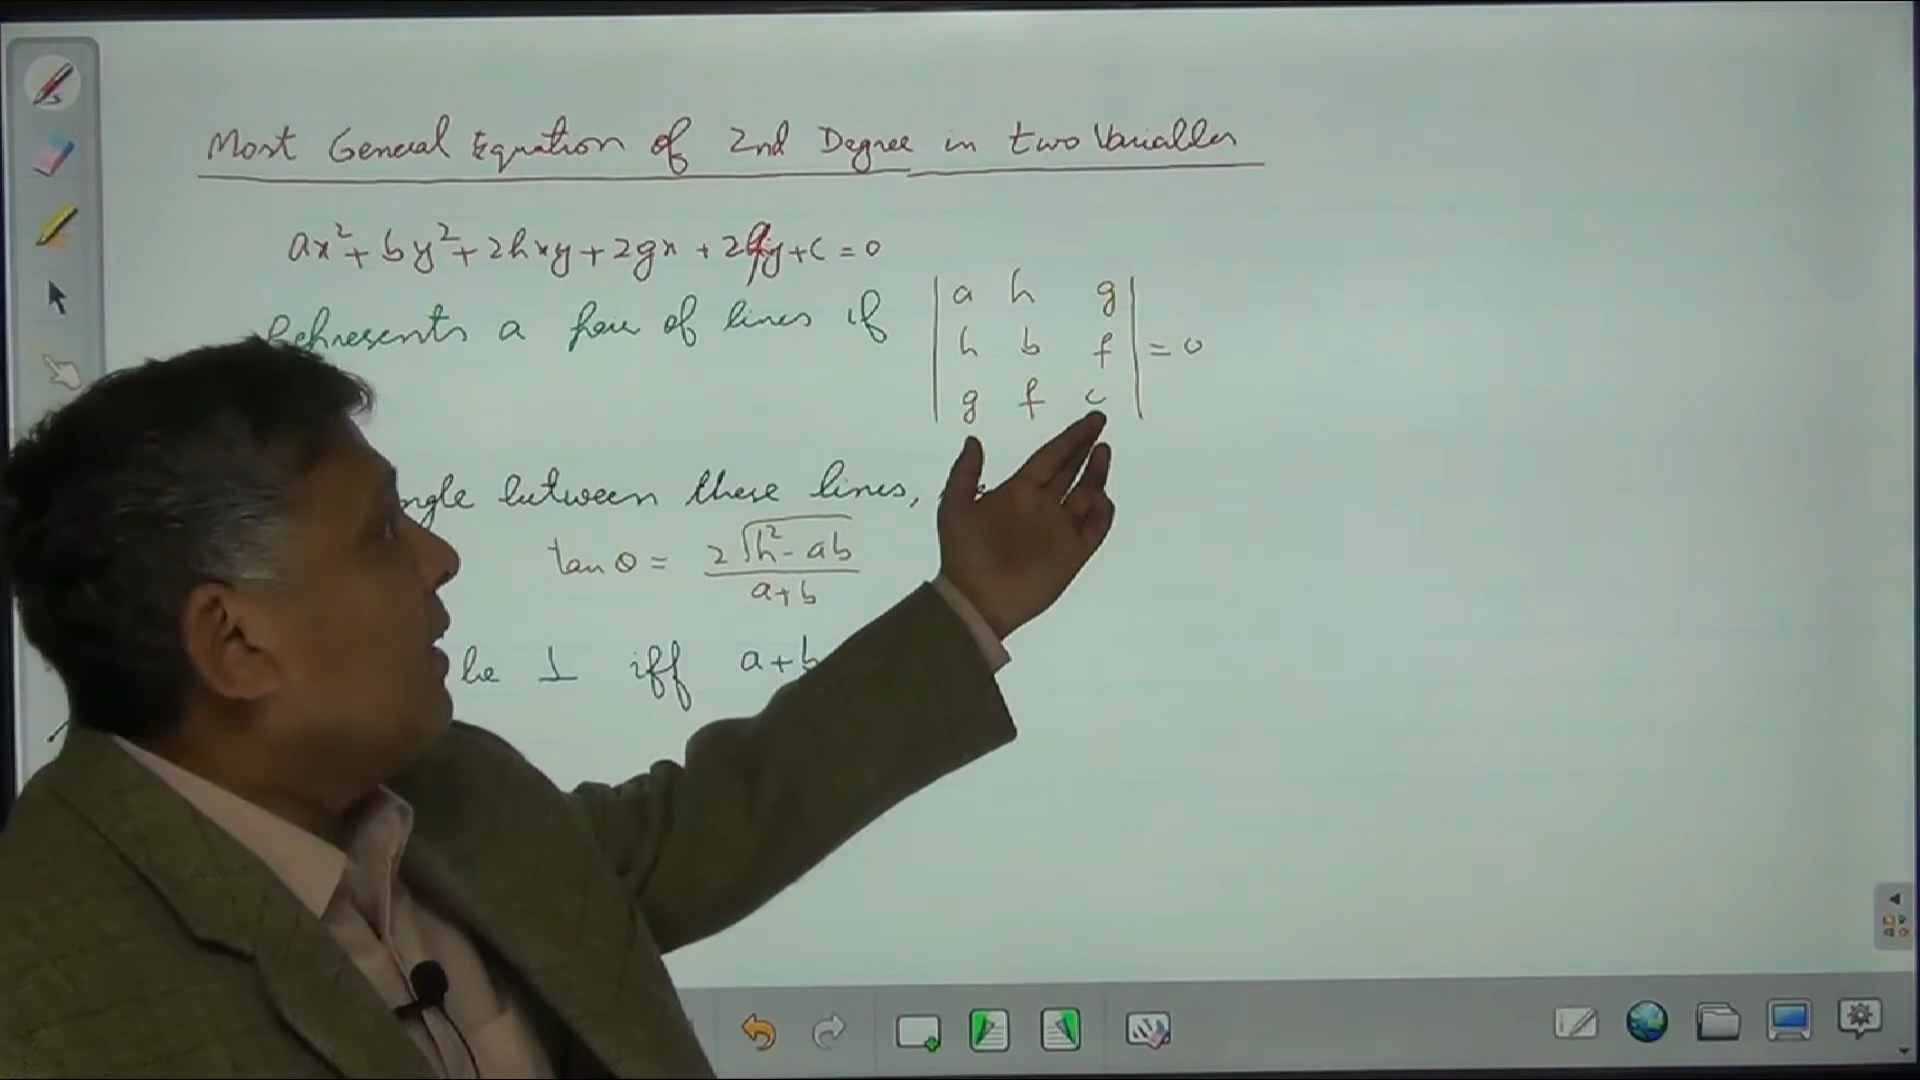 Most General Equation of 2nd Degree in two Variables
ax² + by² + 2hxy + 2gx + 2fy + c = 0
Represents a pair of lines if
| a h g |
| h b f | = 0
| g f c |
ngle between these lines,
tan θ = 2√(h² - ab) / (a+b)
be ⊥ iff a+b